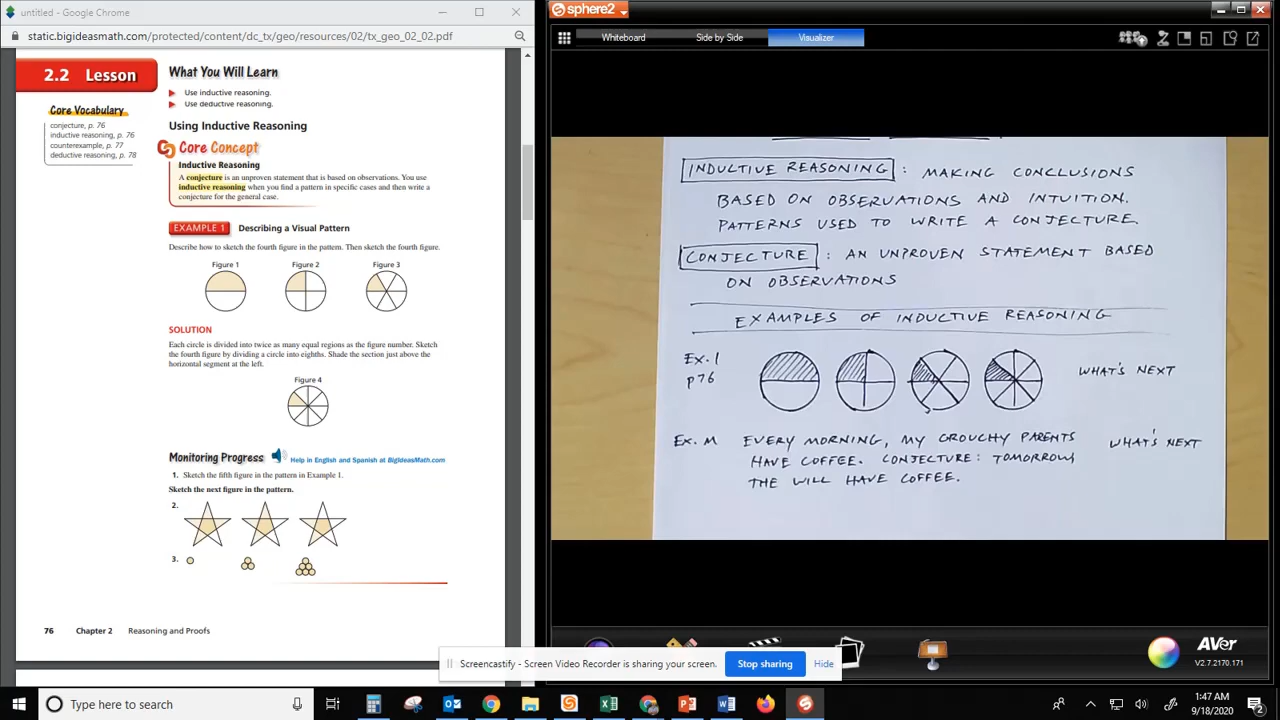 untitled - Google Chrome
static.bigideasmath.com/protected/content/dc_tx/geo/resources/02/tx_geo_02_02.pdf
2.2 Lesson
What You Will Learn
Use inductive reasoning.
Use deductive reasoning.
Core Vocabulary
conjecture, p. 76
inductive reasoning, p. 76
counterexample, p. 77
deductive reasoning, p. 78
Using Inductive Reasoning
Core Concept
Inductive Reasoning
A conjecture is an unproven statement that is based on observations. You use
inductive reasoning when you find a pattern in specific cases and then write a
conjecture for the general case.
EXAMPLE 1 Describing a Visual Pattern
Describe how to sketch the fourth figure in the pattern. Then sketch the fourth figure.
Figure 1 Figure 2 Figure 3
SOLUTION
Each circle is divided into twice as many equal regions as the figure number. Sketch
the fourth figure by dividing a circle into eighths. Shade the section just above the
horizontal segment at the left.
Figure 4
Monitoring Progress Help in English and Spanish at BigIdeasMath.com
1. Sketch the fifth figure in the pattern in Example 1.
Sketch the next figure in the pattern.
2.
3.
76 Chapter 2 Reasoning and Proofs
sphere2
Whiteboard Side by Side Visualizer
INDUCTIVE REASONING : MAKING CONCLUSIONS
BASED ON OBSERVATIONS AND INTUITION.
PATTERNS USED TO WRITE A CONJECTURE.
CONJECTURE : AN UNPROVEN STATEMENT BASED
ON OBSERVATIONS
EXAMPLES OF INDUCTIVE REASONING
Ex. 1
p76
WHAT'S NEXT
Ex. M EVERY MORNING, MY GROUCHY PARENTS WHAT'S NEXT
HAVE COFFEE. CONJECTURE: TOMORROW,
THE WILL HAVE COFFEE.
AVer
V2.7.2170.171
Screencastify - Screen Video Recorder is sharing your screen. Stop sharing Hide
Type here to search
1:47 AM
9/18/2020
2